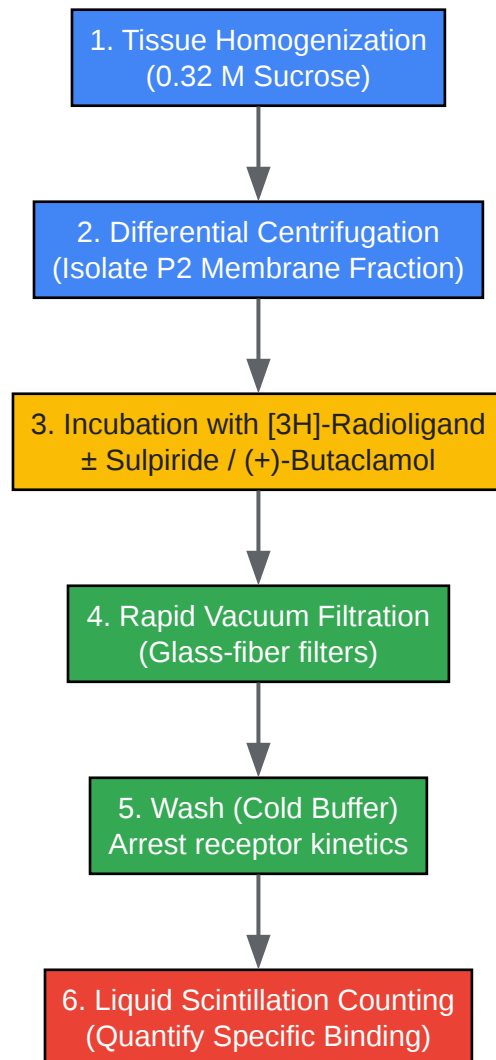 1. Tissue Homogenization
(0.32 M Sucrose)
2. Differential Centrifugation
(Isolate P2 Membrane Fraction)
3. Incubation with [3H]-Radioligand
± Sulpiride / (+)-Butaclamol
4. Rapid Vacuum Filtration
(Glass-fiber filters)
5. Wash (Cold Buffer)
Arrest receptor kinetics
6. Liquid Scintillation Counting
(Quantify Specific Binding)